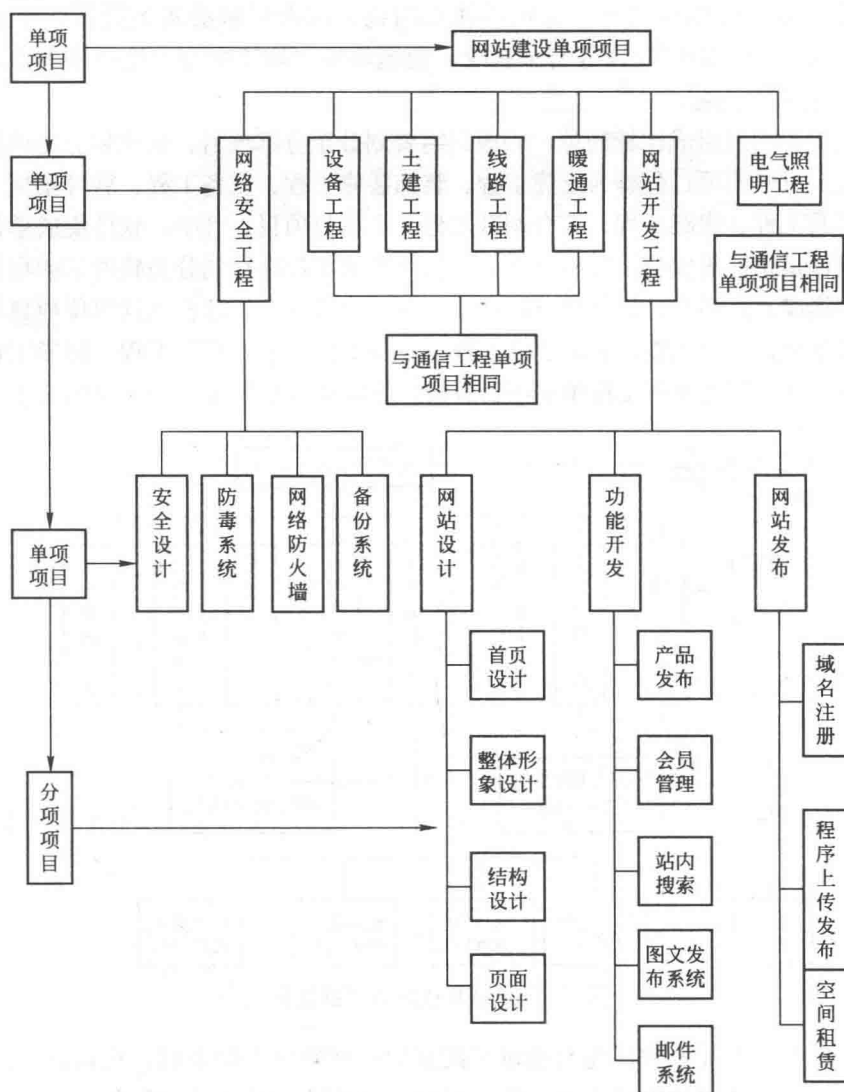 单项
项目
网站建设单项项目
单项
项目
网络安全工程
设备工程
土建工程
线路工程
暖通工程
网站开发工程
电气照
明工程
与通信工程
单项项目相同
与通信工程单项
项目相同
单项
项目
安全设计
防毒系统
网络防火墙
备份系统
网站设计
功能开发
网站发布
首页
设计
产品
发布
域名注册
整体形
象设计
会员
管理
分项项目
结构
设计
站内
搜索
程序上传发布
页面
设计
图文发
布系统
空间租赁
邮件
系统